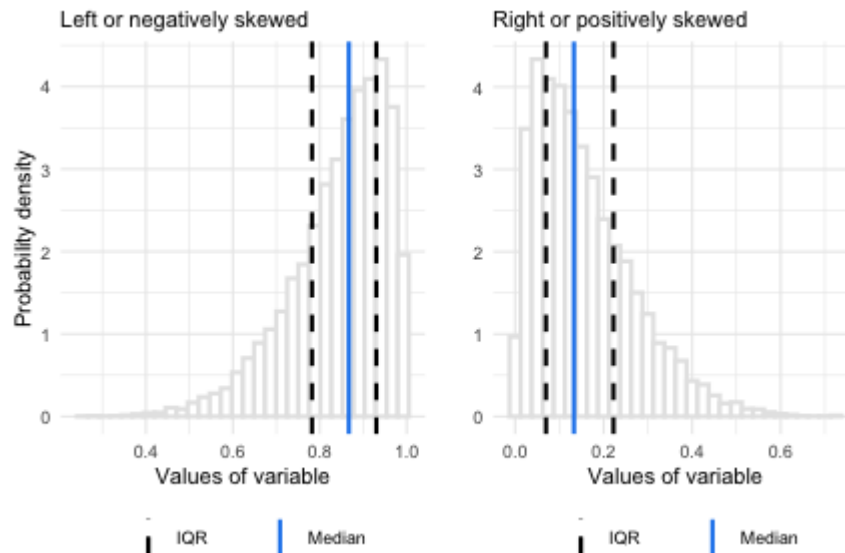 Left or negatively skewed
Right or positively skewed
Probability density
4
3
2
1
0
0.4 0.6 0.8 1.0
Values of variable
4
3
2
1
0
0.0 0.2 0.4 0.6
Values of variable
IQR Median
IQR Median